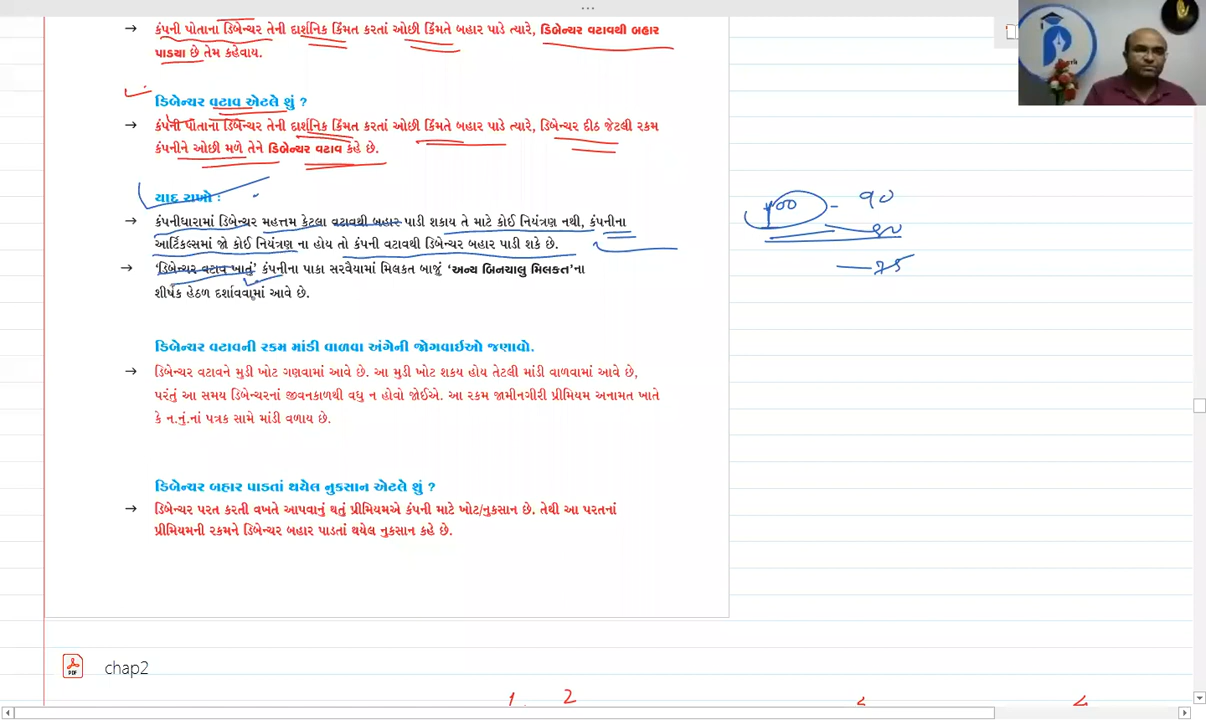 → કંપની પોતાના ડિબેન્ચર તેની દાર્શનિક કિંમત કરતાં ઓછી કિંમતે બહાર પાડે ત્યારે, ડિબેન્ચર વટાવથી બહાર
પાડયા છે તેમ કહેવાય.
ડિબેન્ચર વટાવ એટલે શું ?
→ કંપની પોતાના ડિબેન્ચર તેની દાર્શનિક કિંમત કરતાં ઓછી કિંમતે બહાર પાડે ત્યારે, ડિબેન્ચર દીઠ જેટલી રકમ
કંપનીને ઓછી મળે તેને ડિબેન્ચર વટાવ કહે છે.
યાદ રાખો :
→ કંપનીધારામાં ડિબેન્ચર મહત્તમ કેટલા વટાવથી બહાર પાડી શકાય તે માટે કોઈ નિયંત્રણ નથી, કંપનીના
આર્ટિકલ્સમાં જો કોઈ નિયંત્રણ ના હોય તો કંપની વટાવથી ડિબેન્ચર બહાર પાડી શકે છે.
→ ‘ડિબેન્ચર વટાવ ખાતું’ કંપનીના પાકા સરવૈયામાં મિલકત બાજું ‘અન્ય બિનચાલુ મિલકત’ના
શીર્ષક હેઠળ દર્શાવવામાં આવે છે.
૧૦૦ - ૯૦
ડિબેન્ચર વટાવની રકમ માંડી વાળવા અંગેની જોગવાઈઓ જણાવો.
→ ડિબેન્ચર વટાવને મુડી ખોટ ગણવામાં આવે છે. આ મુડી ખોટ શકય હોય તેટલી માંડી વાળવામાં આવે છે,
પરંતું આ સમય ડિબેન્ચરનાં જીવનકાળથી વધુ ન હોવો જોઈએ. આ રકમ જામીનગીરી પ્રીમિયમ અનામત ખાતે
કે ન.નું.નાં પત્રક સામે માંડી વળાય છે.
ડિબેન્ચર બહાર પાડતાં થયેલ નુકસાન એટલે શું ?
→ ડિબેન્ચર પરત કરતી વખતે આપવાનું થતું પ્રીમિયમએ કંપની માટે ખોટ/નુકસાન છે. તેથી આ પરતનાં
પ્રીમિયમની રકમને ડિબેન્ચર બહાર પાડતાં થયેલ નુકસાન કહે છે.
chap2
1 2